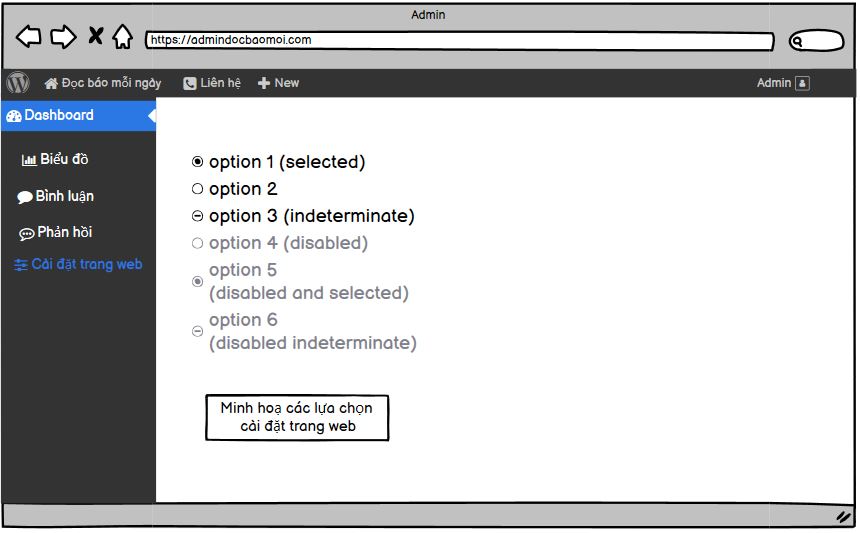 Admin
https://admindocbaomoi.com
Đọc báo mỗi ngày Liên hệ New Admin
Dashboard
Biểu đồ
Bình luận
Phản hồi
Cài đặt trang web
option 1 (selected)
option 2
option 3 (indeterminate)
option 4 (disabled)
option 5
(disabled and selected)
option 6
(disabled indeterminate)
Minh hoạ các lựa chọn
cài đặt trang web